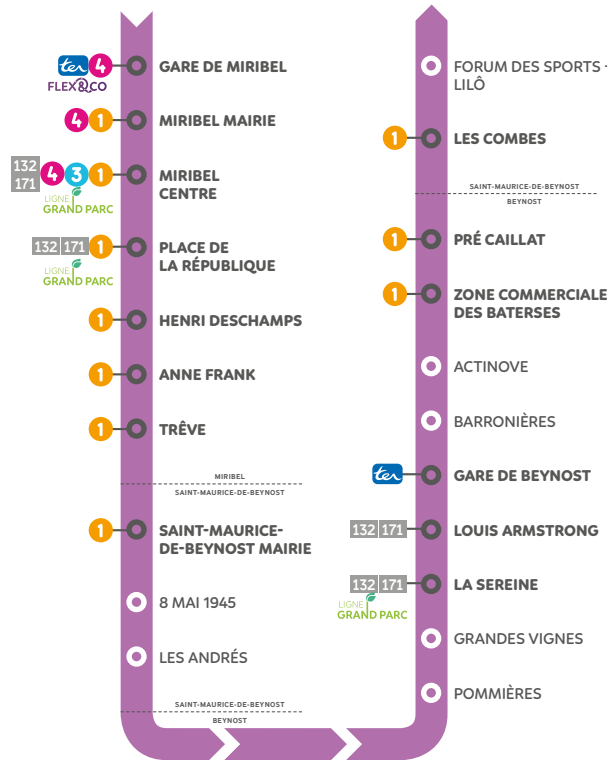 ter 4 GARE DE MIRIBEL
FLEX&CO
4 1 MIRIBEL MAIRIE
132
171
4 3 1 MIRIBEL
CENTRE
LIGNE
GRAND PARC
132 171 1 PLACE DE
LA RÉPUBLIQUE
LIGNE
GRAND PARC
1 HENRI DESCHAMPS
1 ANNE FRANK
1 TRÊVE
MIRIBEL
SAINT-MAURICE-DE-BEYNOST
1 SAINT-MAURICE-
DE-BEYNOST MAIRIE
8 MAI 1945
LES ANDRÉS
SAINT-MAURICE-DE-BEYNOST
BEYNOST
FORUM DES SPORTS -
LILÔ
1 LES COMBES
SAINT-MAURICE-DE-BEYNOST
BEYNOST
1 PRÉ CAILLAT
1 ZONE COMMERCIALE
DES BATERSES
ACTINOVE
BARRONIÈRES
ter GARE DE BEYNOST
132 171 LOUIS ARMSTRONG
132 171 LA SEREINE
LIGNE
GRAND PARC
GRANDES VIGNES
POMMIÈRES